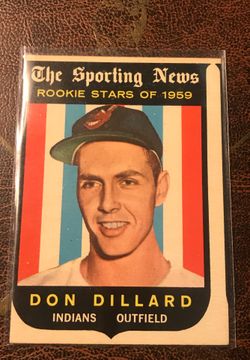 The Sporting News
ROOKIE STARS OF 1959
DON DILLARD
INDIANS OUTFIELD